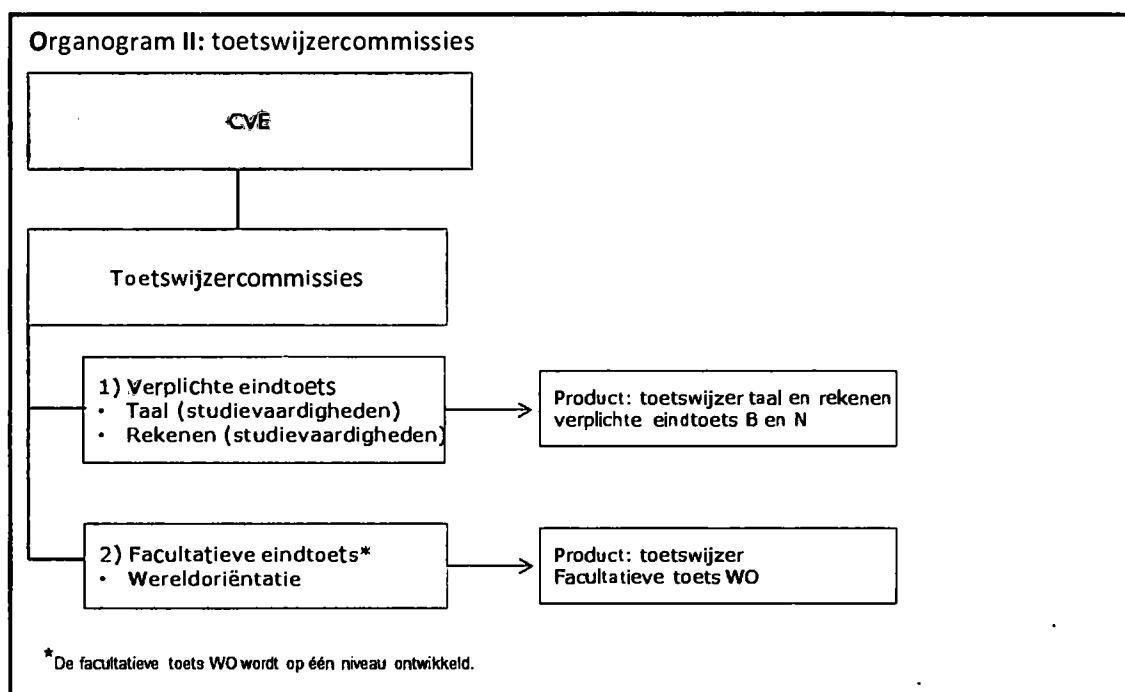 Organogram II: toetswijzercommissies
CVE
Toetswijzercommissies
1) Verplichte eindtoets
• Taal (studievaardigheden)
• Rekenen (studievaardigheden)
Product: toetswijzer taal en rekenen
verplichte eindtoets B en N
2) Facultatieve eindtoets*
• Wereldoriëntatie
Product: toetswijzer
Facultatieve toets WO
*De facultatieve toets WO wordt op één niveau ontwikkeld.